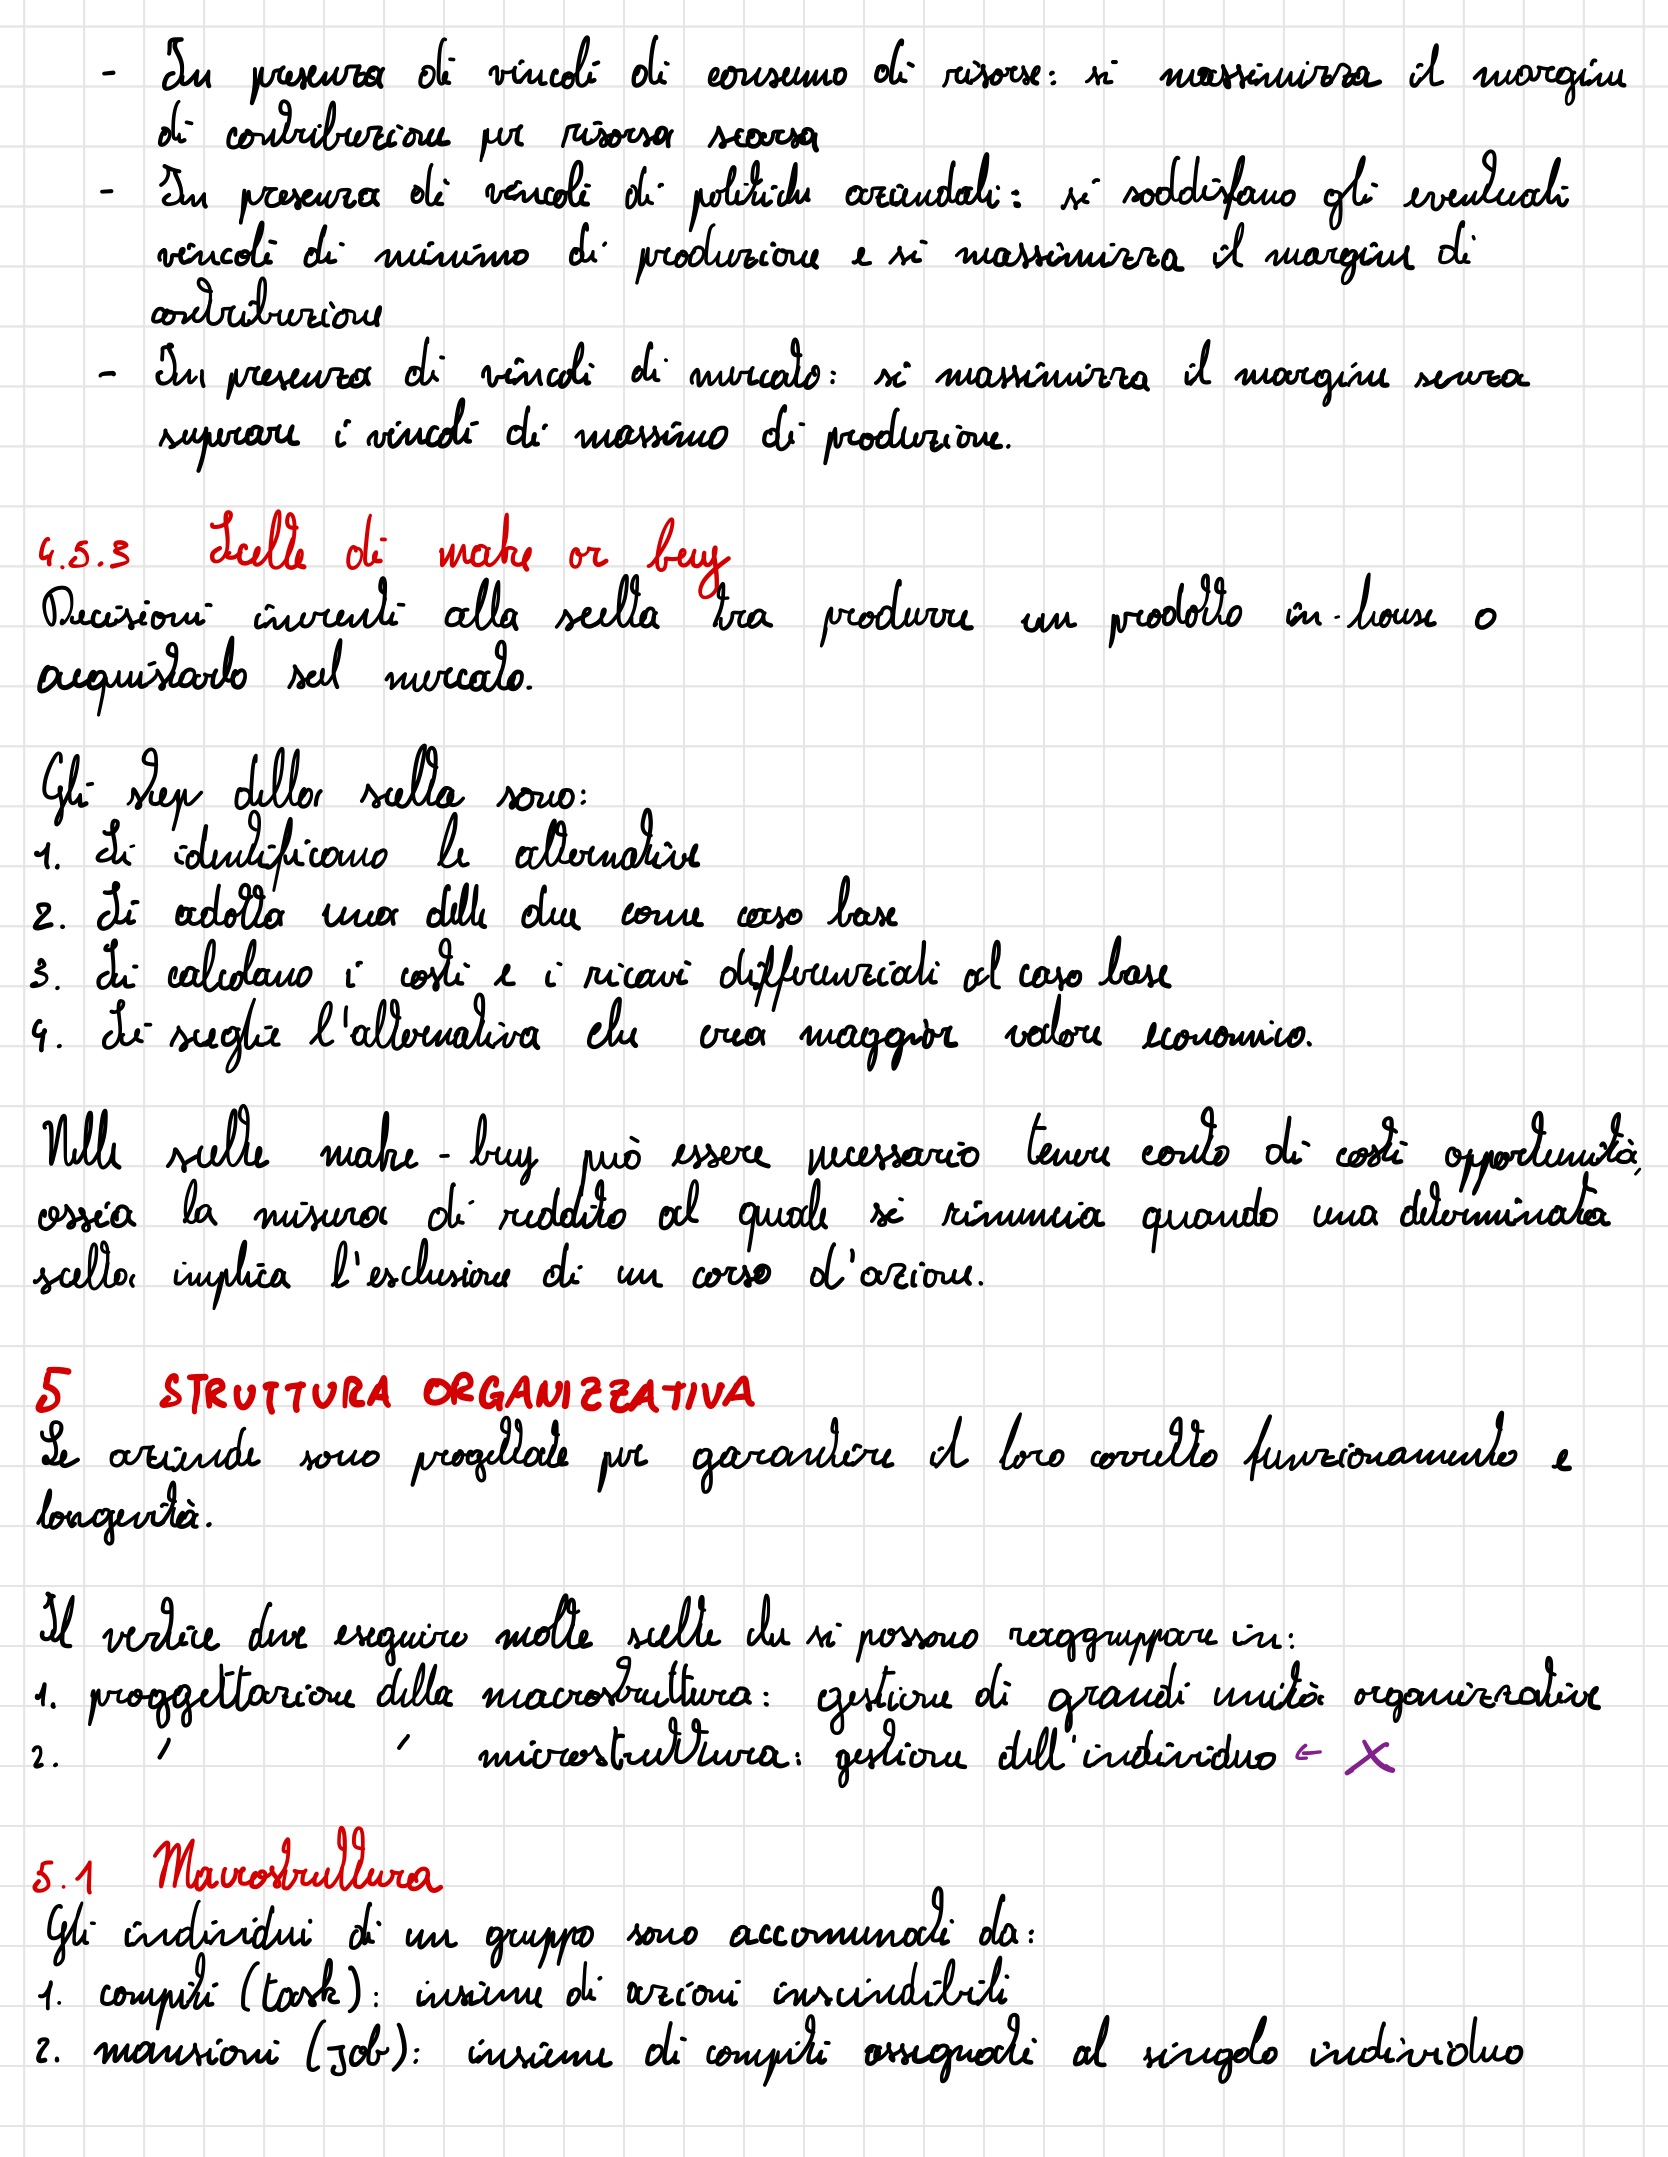 - In presenza di vincoli di consumo di risorse: si massimizza il margine
di contribuzione per risorsa scarsa
- In presenza di vincoli di politiche aziendali: si soddisfano gli eventuali
vincoli di minimo di produzione e si massimizza il margine di
contribuzione
- In presenza di vincoli di mercato: si massimizza il margine senza
superare i vincoli di massimo di produzione.
4.5.3 Scelte di make or buy
Decisioni inerenti alla scelta tra produrre un prodotto in-house o
acquistarlo sul mercato.
Gli step della scelta sono:
1. Si identificano le alternative
2. Si adotta una delle due come caso base
3. Si calcolano i costi e i ricavi differenziali al caso base
4. Si sceglie l'alternativa che crea maggior valore economico.
Nelle scelte make-buy può essere necessario tenere conto di costi opportunità,
ossia la misura di reddito al quale si rinuncia quando una determinata
scelta implica l'esclusione di un corso d'azione.
5 STRUTTURA ORGANIZZATIVA
Le aziende sono progettate per garantire il loro corretto funzionamento e
longevità.
Il vertice deve eseguire molte scelte che si possono raggruppare in:
1. proggettazione della macrostruttura: gestione di grandi unità organizzative
2. ′ ′ microstruttura: gestione dell'individuo ← X
5.1 Macrostruttura
Gli individui di un gruppo sono accomunati da:
1. compiti (task): insieme di azioni inscindibili
2. mansioni (job): insieme di compiti assegnati al singolo individuo